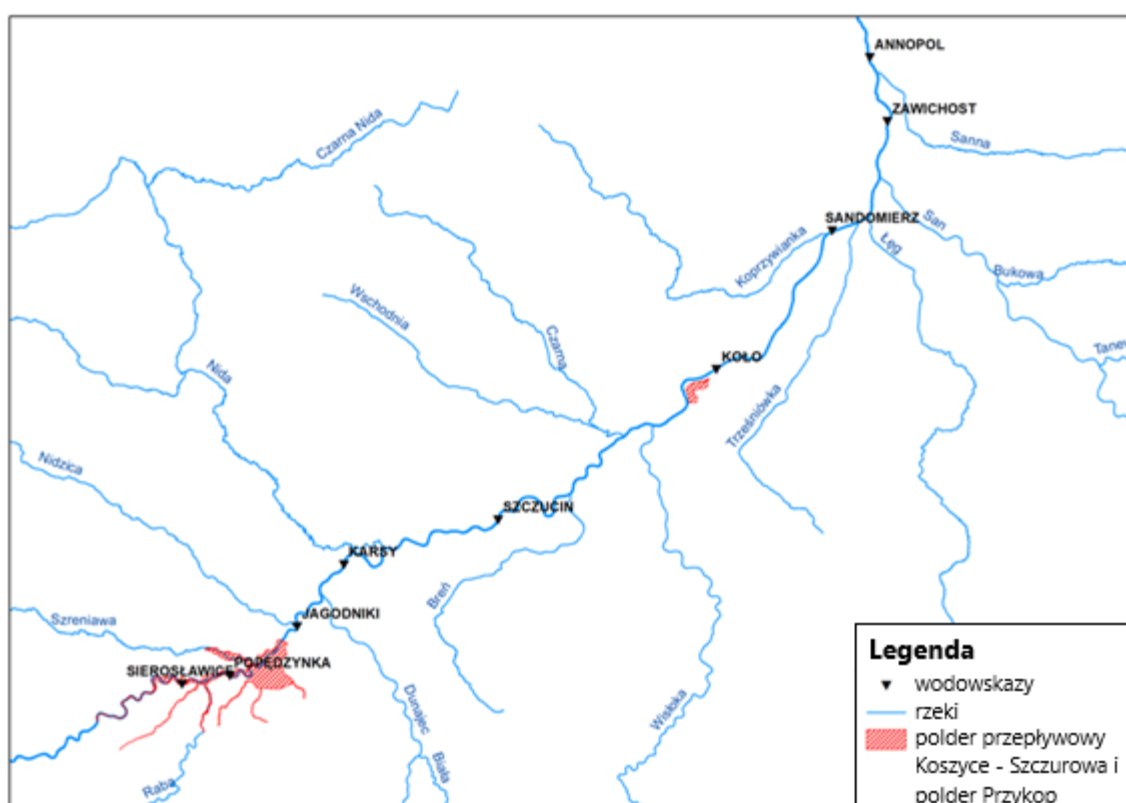 ANNOPOL
ZAWICHOST
Sanna
Czarna Nida
SANDOMIERZ
San
Łęg
Koprzywianka
Bukowa
Wschodnia
Czarna
Tanew
KOŁO
Nida
Trześniówka
Nidzica
SZCZUCIN
KARSY
Breń
Szreniawa
JAGODNIKI
POPĘDZYNKA
SIEROSŁAWICE
Dunajec
Wisłoka
Biała
Raba
Legenda
wodowskazy
rzeki
polder przepływowy
Koszyce - Szczurowa i
polder Przykop